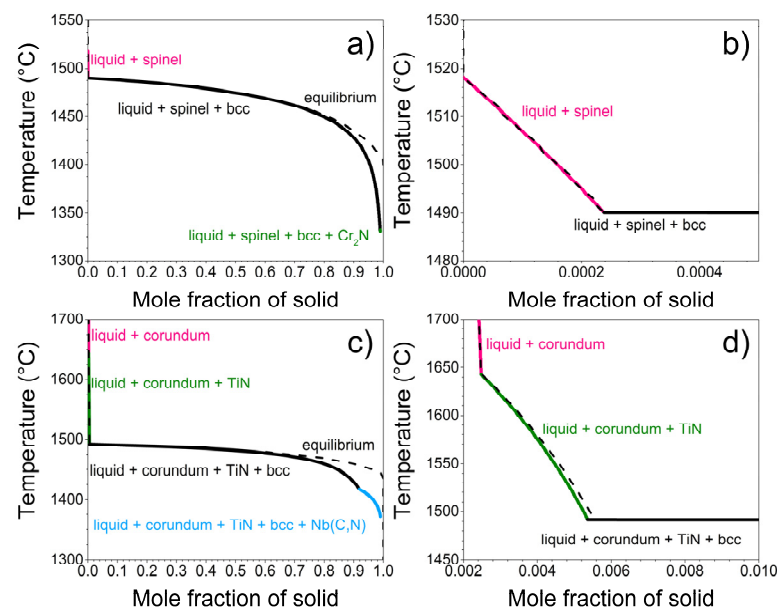 a)
1550
1500
1450
1400
1350
1300
Temperature (°C)
liquid + spinel
equilibrium
liquid + spinel + bcc
liquid + spinel + bcc + Cr2N
0.0 0.1 0.2 0.3 0.4 0.5 0.6 0.7 0.8 0.9 1.0
Mole fraction of solid
b)
1530
1520
1510
1500
1490
1480
Temperature (°C)
liquid + spinel
liquid + spinel + bcc
0.0000 0.0002 0.0004
Mole fraction of solid
c)
1700
1600
1500
1400
1300
Temperature (°C)
liquid + corundum
liquid + corundum + TiN
equilibrium
liquid + corundum + TiN + bcc
liquid + corundum + TiN + bcc + Nb(C,N)
0.0 0.1 0.2 0.3 0.4 0.5 0.6 0.7 0.8 0.9 1.0
Mole fraction of solid
d)
1700
1650
1600
1550
1500
1450
Temperature (°C)
liquid + corundum
liquid + corundum + TiN
liquid + corundum + TiN + bcc
0.002 0.004 0.006 0.008 0.010
Mole fraction of solid